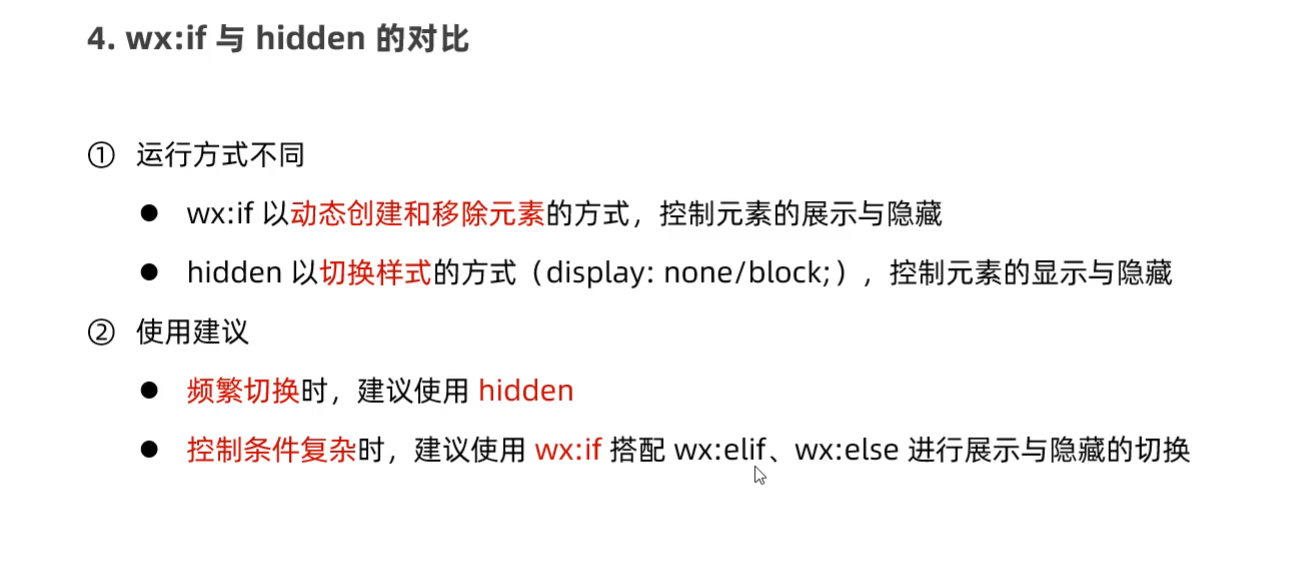 4. wx:if 与 hidden 的对比
① 运行方式不同
● wx:if 以动态创建和移除元素的方式，控制元素的展示与隐藏
● hidden 以切换样式的方式（display: none/block;），控制元素的显示与隐藏
② 使用建议
● 频繁切换时，建议使用 hidden
● 控制条件复杂时，建议使用 wx:if 搭配 wx:elif、wx:else 进行展示与隐藏的切换